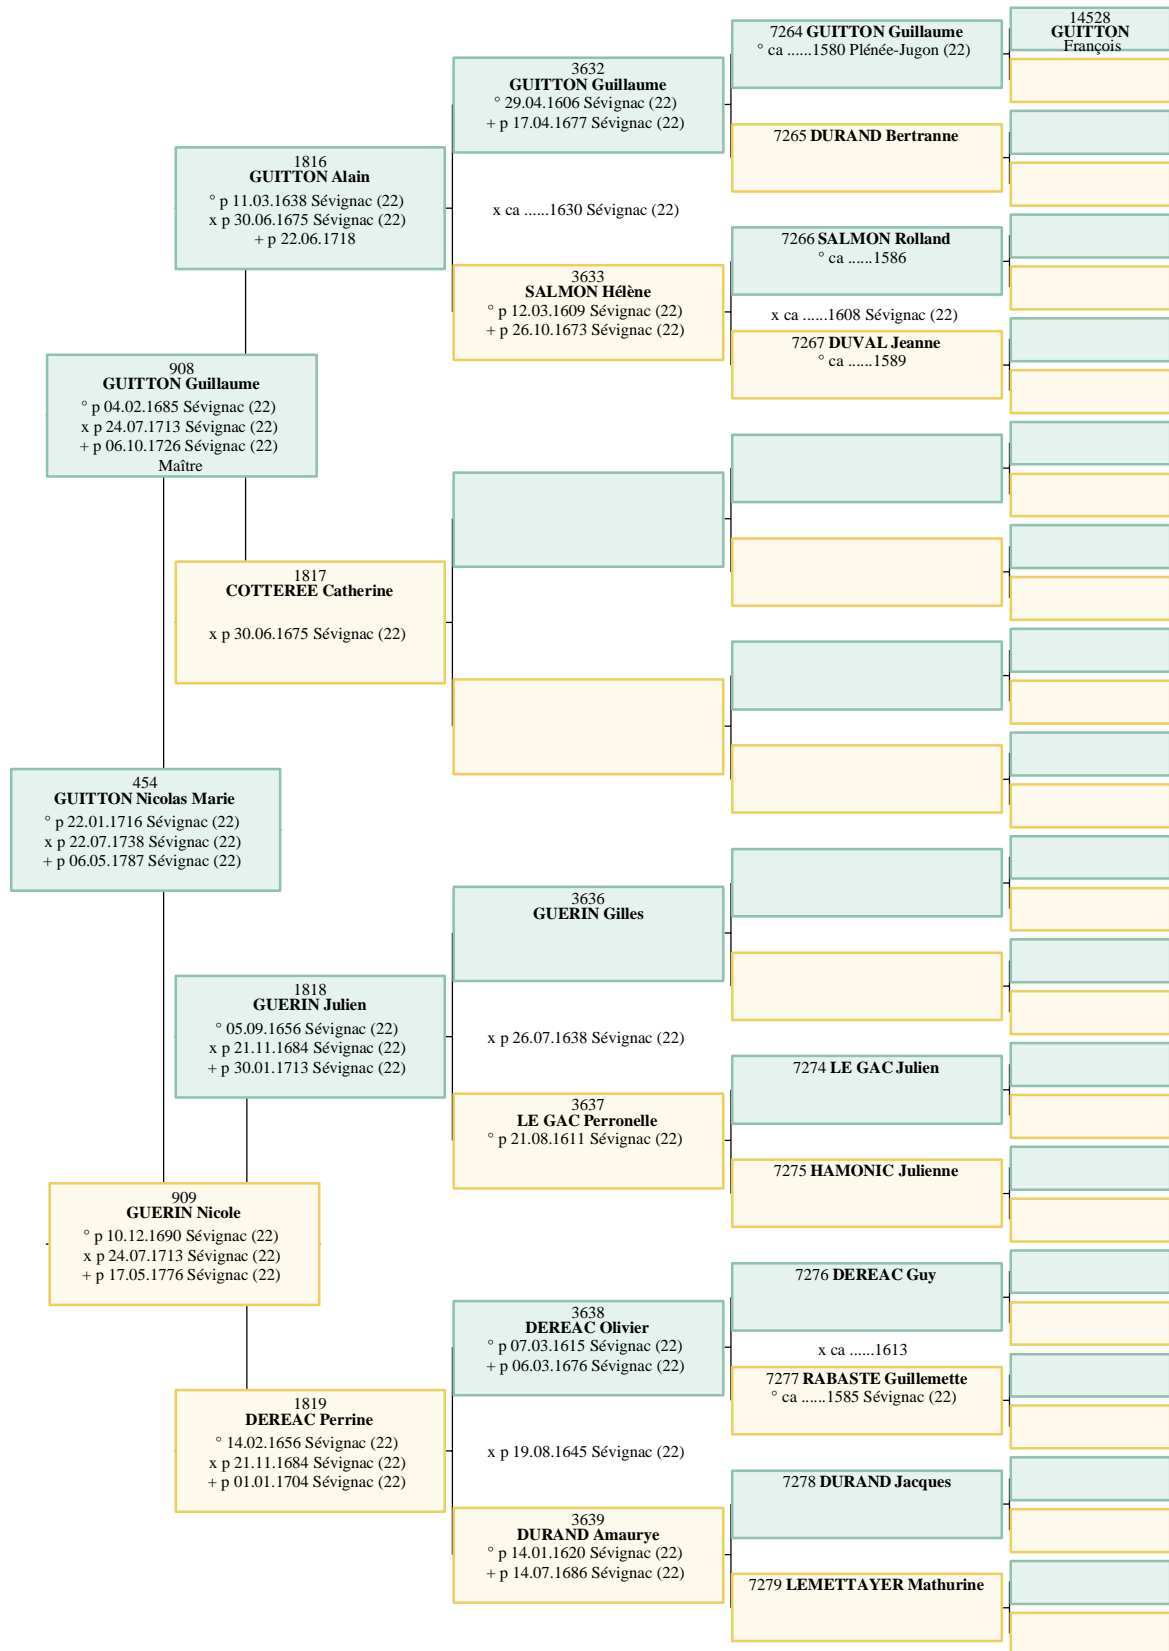 14528
GUITTON
François
7264 GUITTON Guillaume
° ca ......1580 Plénée-Jugon (22)
3632
GUITTON Guillaume
° 29.04.1606 Sévignac (22)
+ p 17.04.1677 Sévignac (22)
7265 DURAND Bertranne
1816
GUITTON Alain
° p 11.03.1638 Sévignac (22)
x p 30.06.1675 Sévignac (22)
+ p 22.06.1718
x ca ......1630 Sévignac (22)
7266 SALMON Rolland
° ca ......1586
3633
SALMON Hélène
° p 12.03.1609 Sévignac (22)
+ p 26.10.1673 Sévignac (22)
x ca ......1608 Sévignac (22)
7267 DUVAL Jeanne
° ca ......1589
908
GUITTON Guillaume
° p 04.02.1685 Sévignac (22)
x p 24.07.1713 Sévignac (22)
+ p 06.10.1726 Sévignac (22)
Maître
1817
COTTEREE Catherine
x p 30.06.1675 Sévignac (22)
454
GUITTON Nicolas Marie
° p 22.01.1716 Sévignac (22)
x p 22.07.1738 Sévignac (22)
+ p 06.05.1787 Sévignac (22)
3636
GUERIN Gilles
1818
GUERIN Julien
° 05.09.1656 Sévignac (22)
x p 21.11.1684 Sévignac (22)
+ p 30.01.1713 Sévignac (22)
x p 26.07.1638 Sévignac (22)
7274 LE GAC Julien
3637
LE GAC Perronelle
° p 21.08.1611 Sévignac (22)
7275 HAMONIC Julienne
909
GUERIN Nicole
° p 10.12.1690 Sévignac (22)
x p 24.07.1713 Sévignac (22)
+ p 17.05.1776 Sévignac (22)
7276 DEREAC Guy
3638
DEREAC Olivier
° p 07.03.1615 Sévignac (22)
+ p 06.03.1676 Sévignac (22)
x ca ......1613
7277 RABASTE Guillemette
° ca ......1585 Sévignac (22)
1819
DEREAC Perrine
° 14.02.1656 Sévignac (22)
x p 21.11.1684 Sévignac (22)
+ p 01.01.1704 Sévignac (22)
x p 19.08.1645 Sévignac (22)
7278 DURAND Jacques
3639
DURAND Amaurye
° p 14.01.1620 Sévignac (22)
+ p 14.07.1686 Sévignac (22)
7279 LEMETTAYER Mathurine